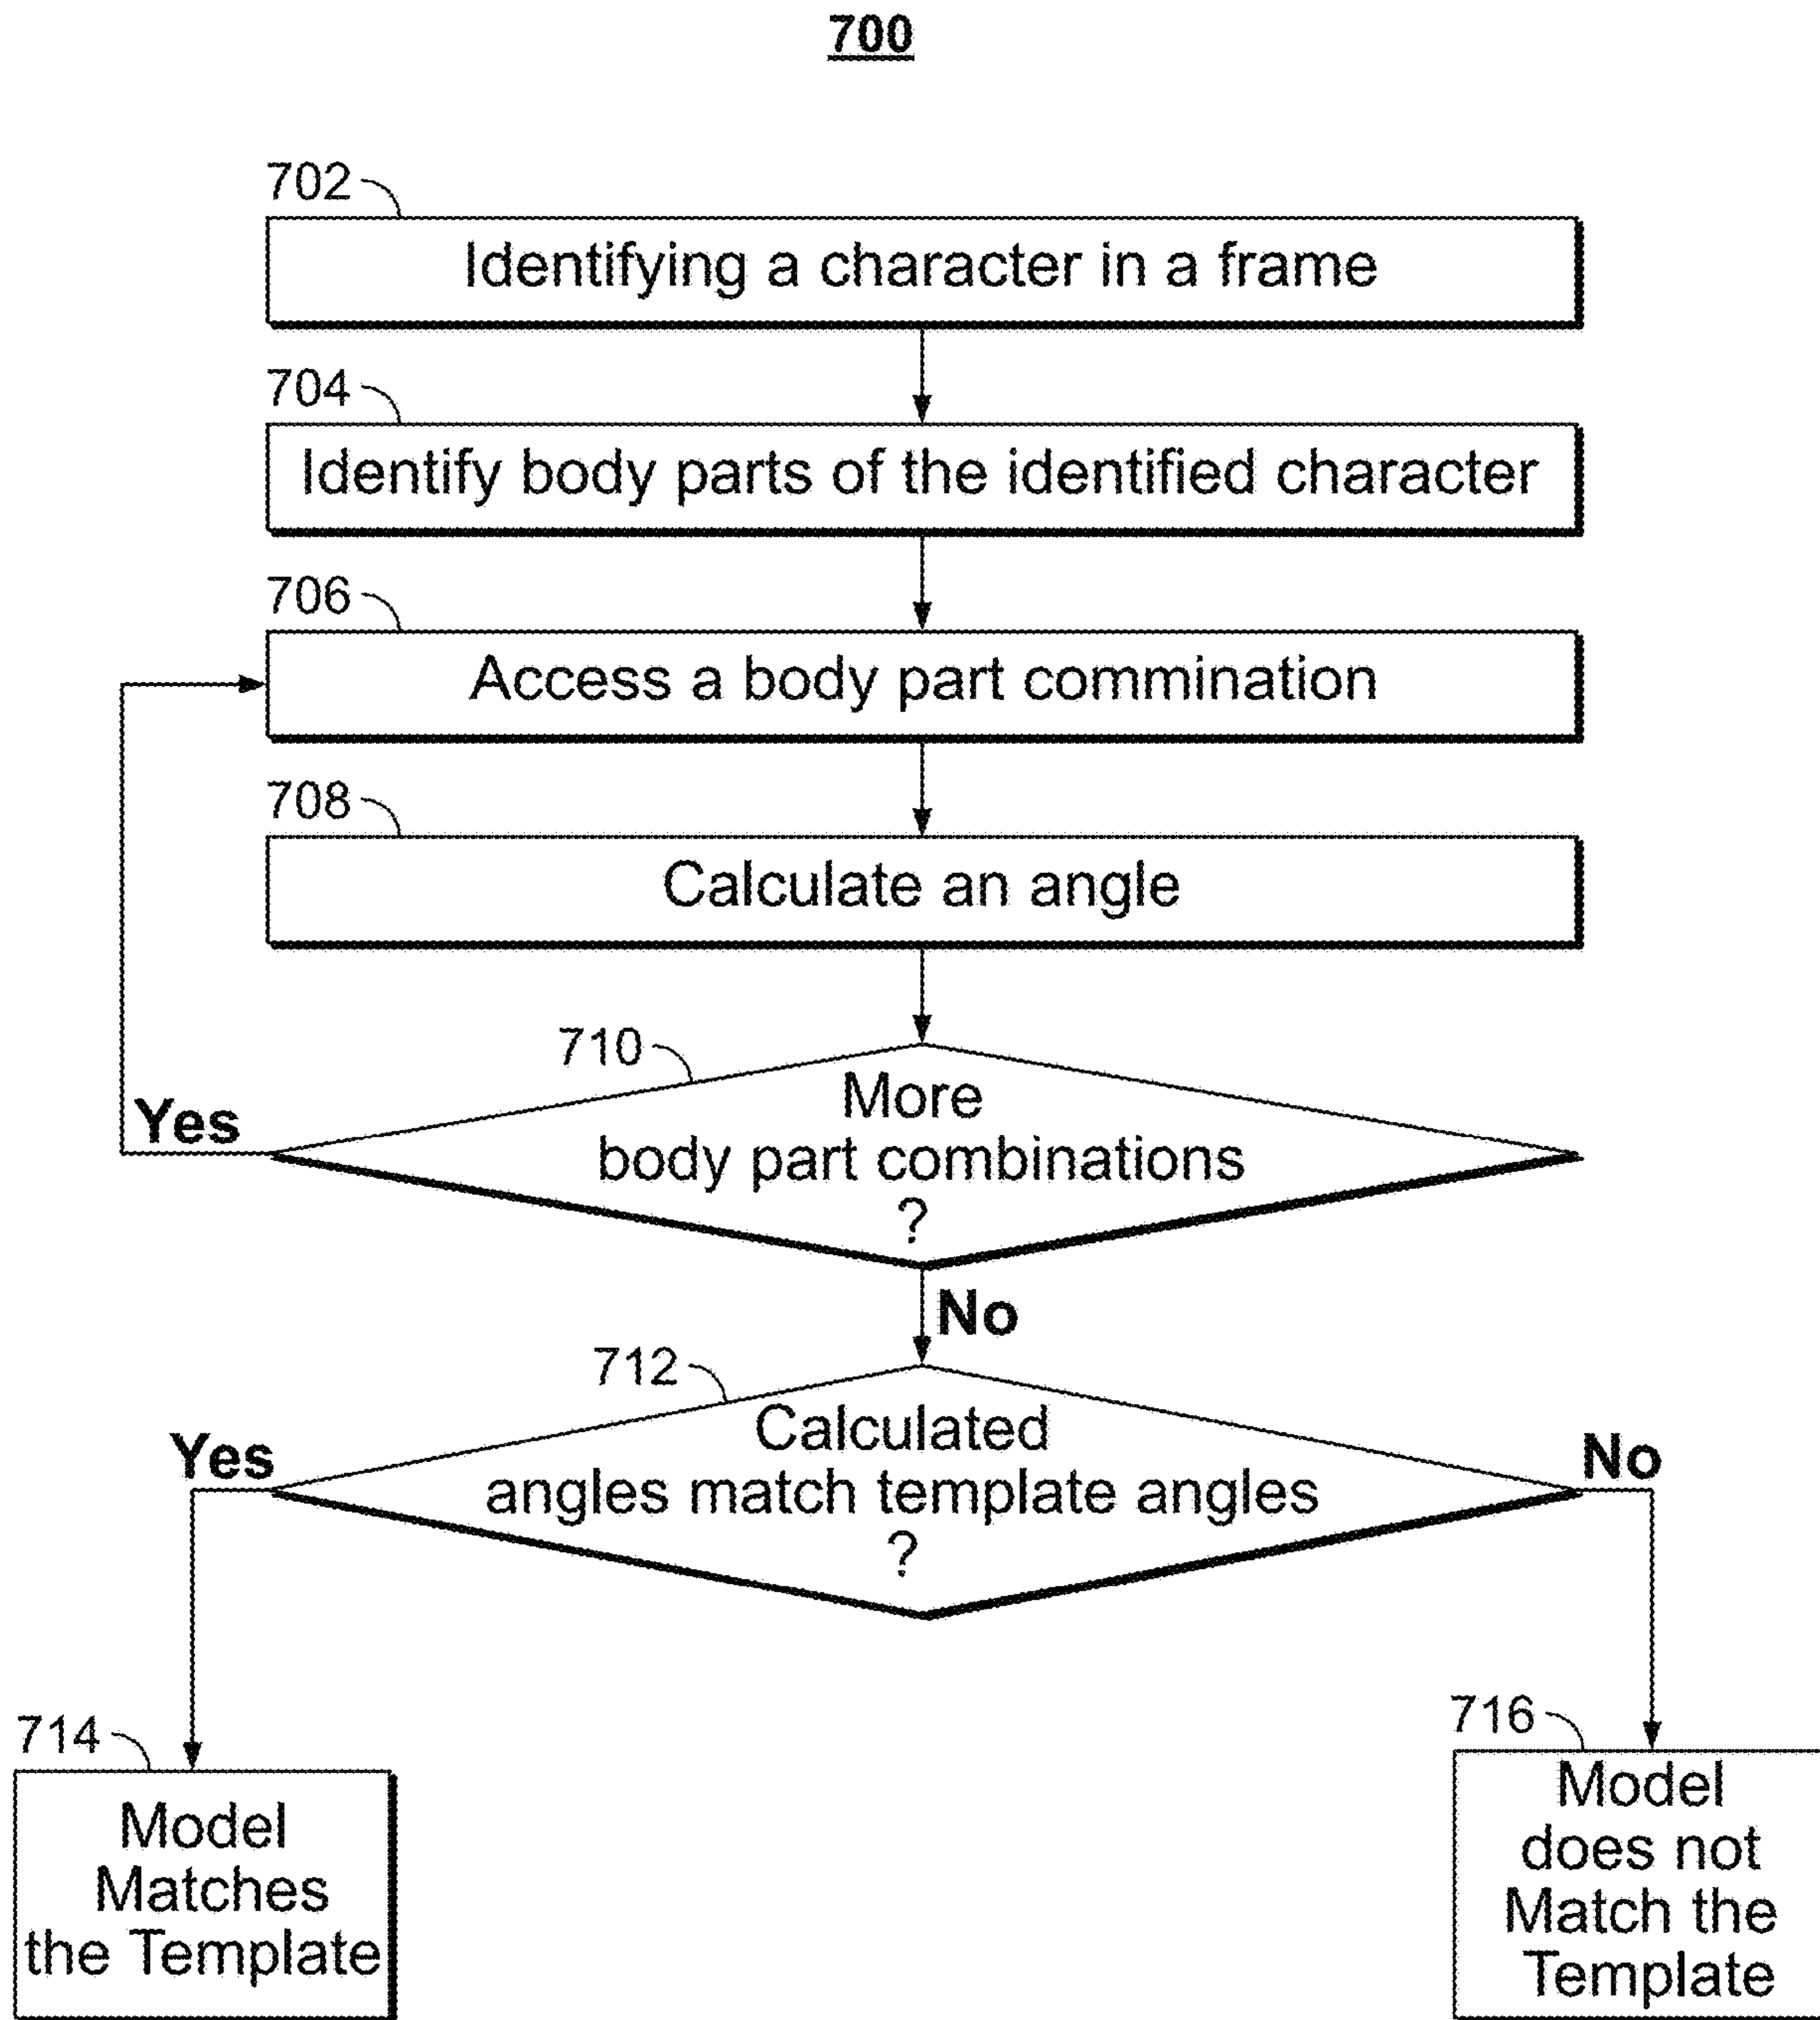 700
702
Identifying a character in a frame
704
Identify body parts of the identified character
706
Access a body part commination
708
Calculate an angle
710
More
body part combinations
?
Yes
No
712
Calculated
angles match template angles
?
Yes
No
714
Model
Matches
the Template
716
Model
does not
Match the
Template